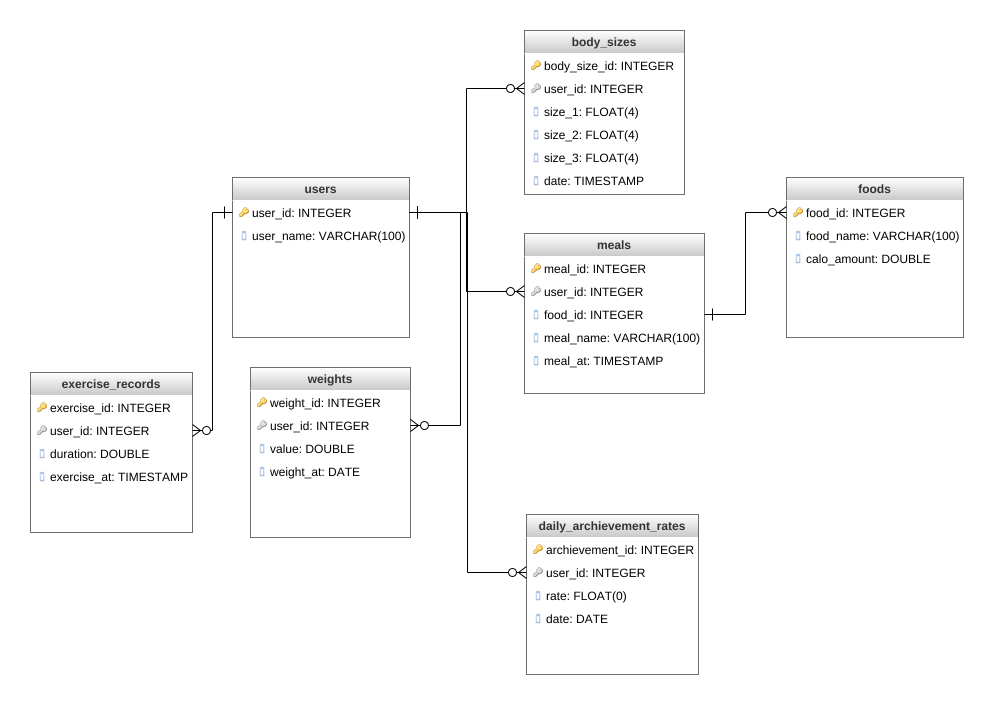 body_sizes
body_size_id: INTEGER
user_id: INTEGER
size_1: FLOAT(4)
size_2: FLOAT(4)
size_3: FLOAT(4)
date: TIMESTAMP
users
user_id: INTEGER
user_name: VARCHAR(100)
foods
food_id: INTEGER
food_name: VARCHAR(100)
calo_amount: DOUBLE
meals
meal_id: INTEGER
user_id: INTEGER
food_id: INTEGER
meal_name: VARCHAR(100)
meal_at: TIMESTAMP
exercise_records
exercise_id: INTEGER
user_id: INTEGER
duration: DOUBLE
exercise_at: TIMESTAMP
weights
weight_id: INTEGER
user_id: INTEGER
value: DOUBLE
weight_at: DATE
daily_archievement_rates
archievement_id: INTEGER
user_id: INTEGER
rate: FLOAT(0)
date: DATE